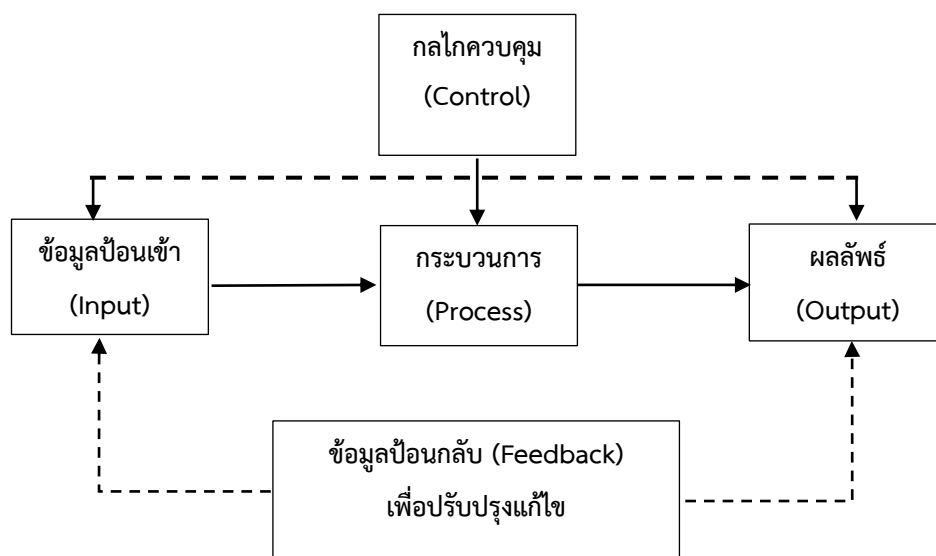 กลไกควบคุม
(Control)
ข้อมูลป้อนเข้า
(Input)
กระบวนการ
(Process)
ผลลัพธ์
(Output)
ข้อมูลป้อนกลับ (Feedback)
เพื่อปรับปรุงแก้ไข